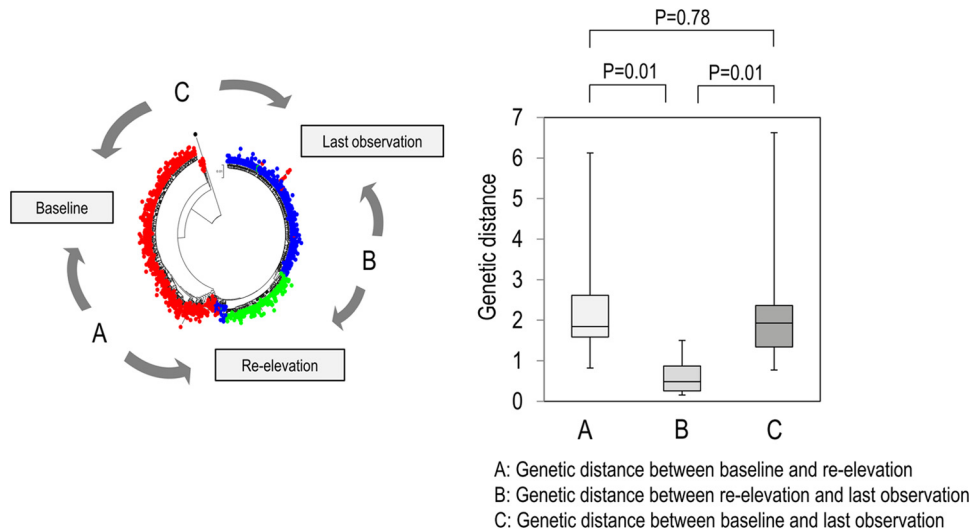 P=0.78
P=0.01 P=0.01
C
Last observation
Baseline
B
A
Re-elevation
Genetic distance
7
6
5
4
3
2
1
0
A B C
A: Genetic distance between baseline and re-elevation
B: Genetic distance between re-elevation and last observation
C: Genetic distance between baseline and last observation